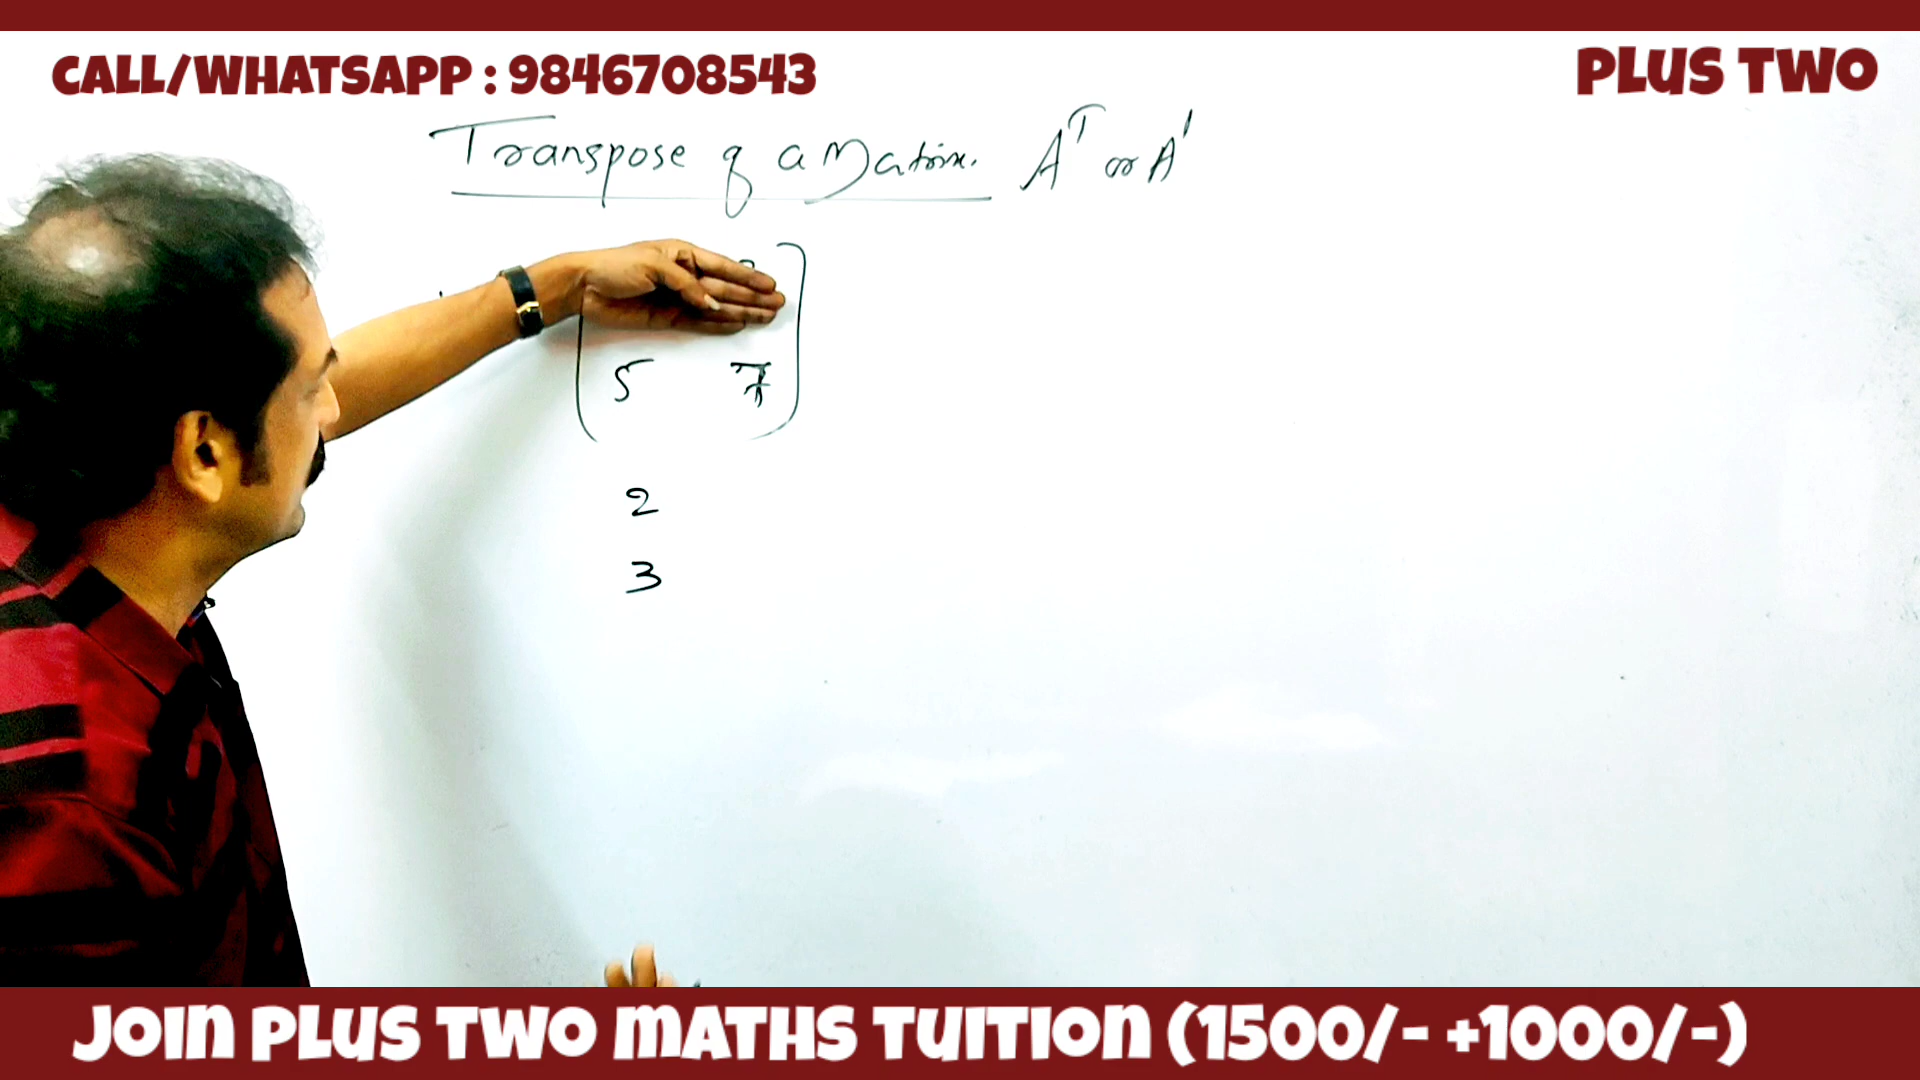 CALL/WHATSAPP : 9846708543
PLUS TWO
Transpose of a Matrix. Aᵀ or A'
5 7
2
3
JOIN PLUS TWO MATHS TUITION (1500/- +1000/-)